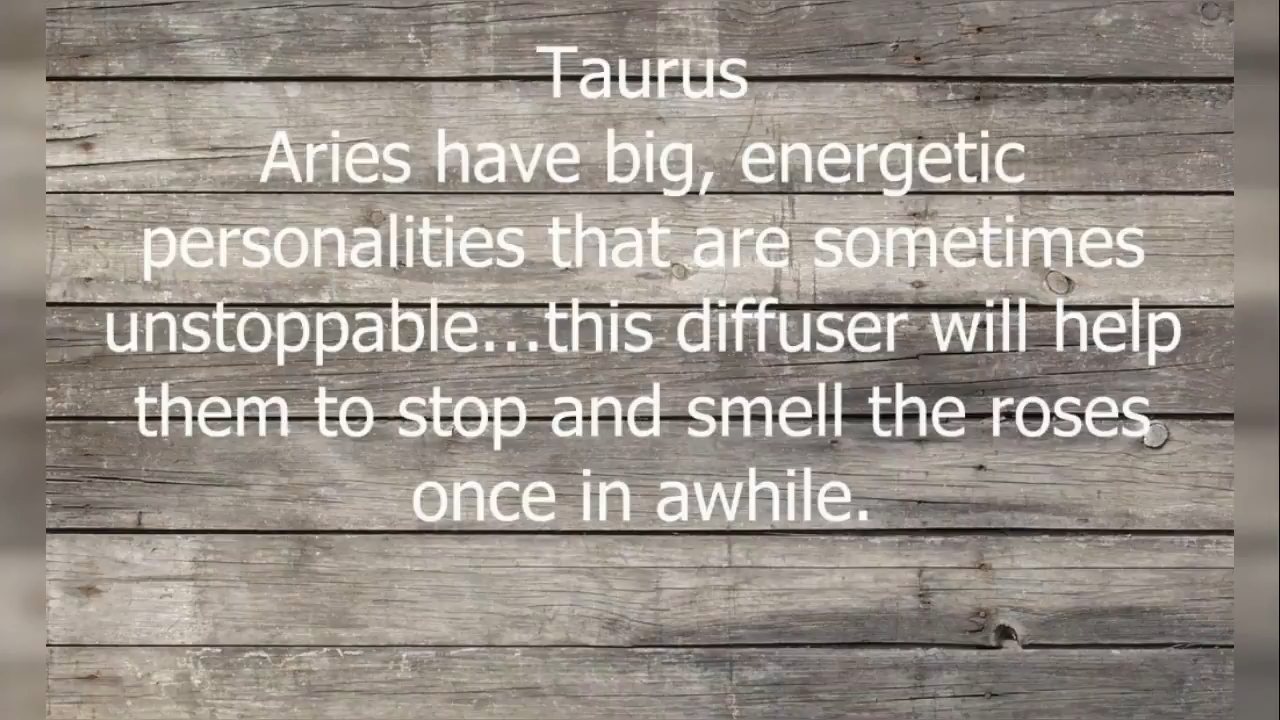 Taurus
Aries have big, energetic
personalities that are sometimes
unstoppable...this diffuser will help
them to stop and smell the roses
once in awhile.